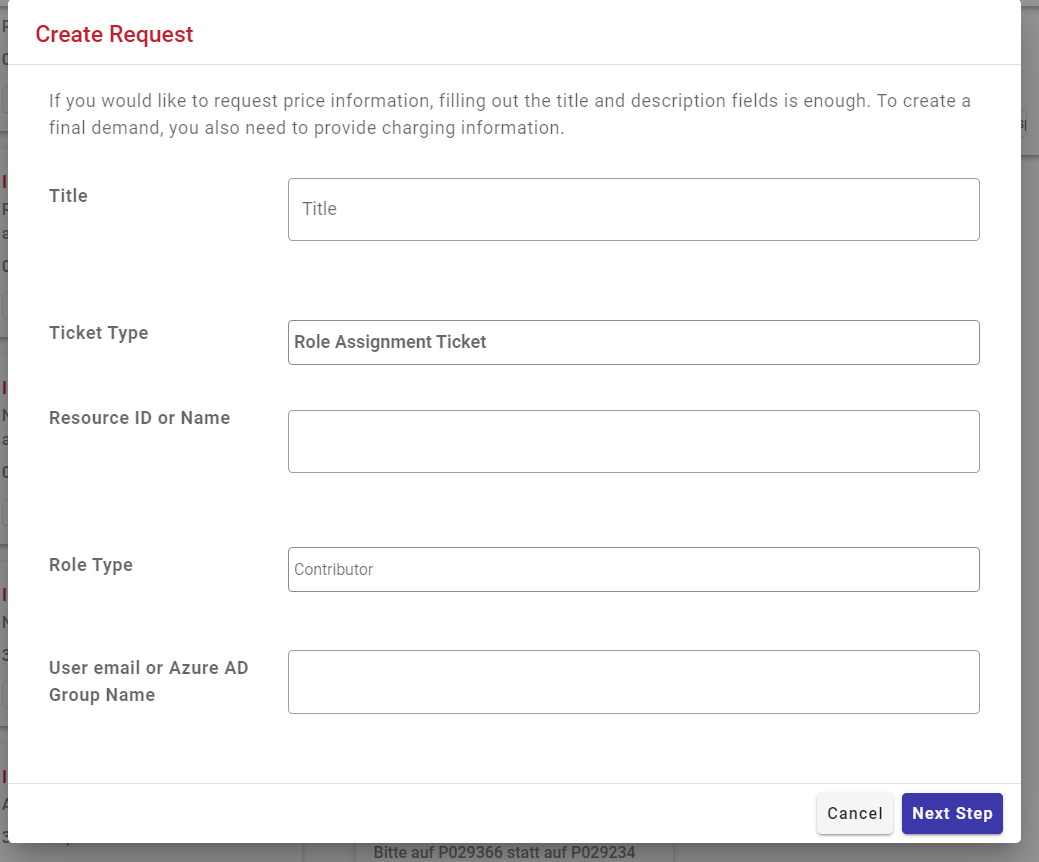 Create Request
If you would like to request price information, filling out the title and description fields is enough. To create a
final demand, you also need to provide charging information.
Title
Title
Ticket Type
Role Assignment Ticket
Resource ID or Name
Role Type
Contributor
User email or Azure AD
Group Name
Cancel
Next Step
Bitte auf P029366 statt auf P029234